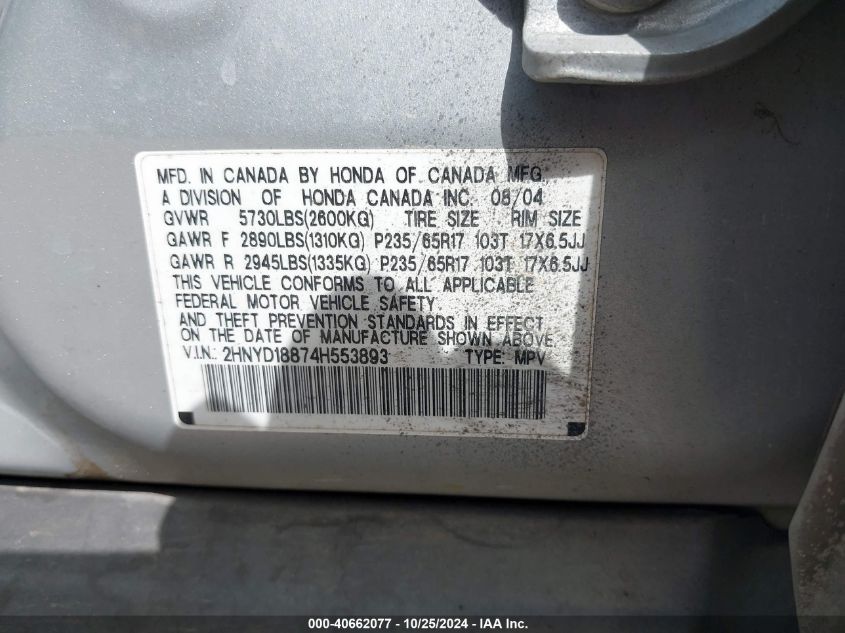 MFD. IN CANADA BY HONDA OF CANADA MFG.
A DIVISION OF HONDA CANADA INC. 08/04
GVWR 5730LBS(2600KG) TIRE SIZE RIM SIZE
GAWR F 2890LBS(1310KG) P235/65R17 103T 17X6.5JJ
GAWR R 2945LBS(1335KG) P235/65R17 103T 17X6.5JJ
THIS VEHICLE CONFORMS TO ALL APPLICABLE
FEDERAL MOTOR VEHICLE SAFETY
AND THEFT PREVENTION STANDARDS IN EFFECT
ON THE DATE OF MANUFACTURE SHOWN ABOVE.
V.I.N.: 2HNYD18874H553893 TYPE: MPV
000-40662077 - 10/25/2024 - IAA Inc.